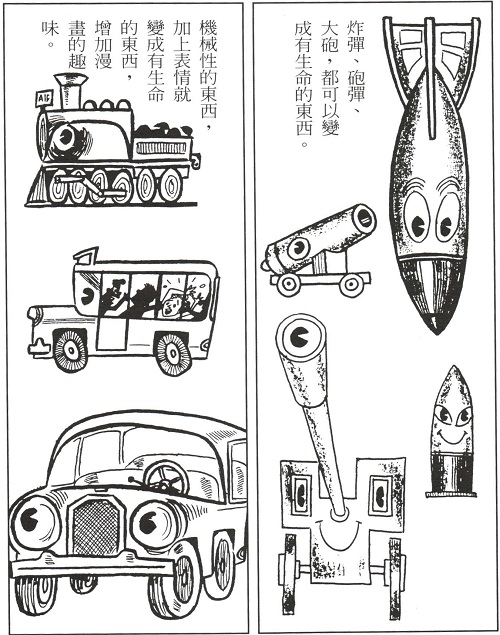 炸彈、砲彈、
大砲，都可以變
成有生命的東西。
機械性的東西，
加上表情就
變成有生命
的東西，
增加漫
畫的趣
味。
A16